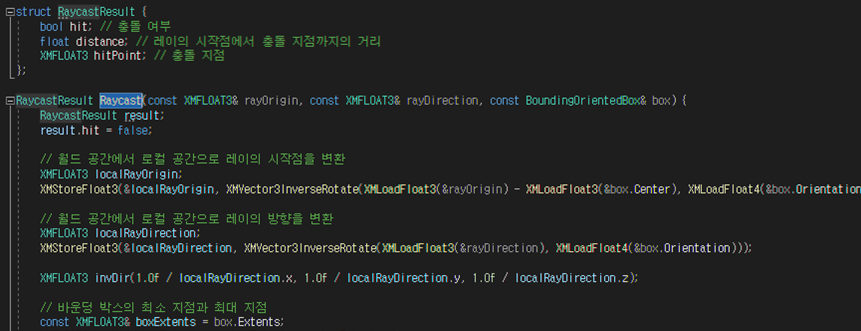 struct RaycastResult {
bool hit; // 충돌 여부
float distance; // 레이의 시작점에서 충돌 지점까지의 거리
XMFLOAT3 hitPoint; // 충돌 지점
};
RaycastResult Raycast(const XMFLOAT3& rayOrigin, const XMFLOAT3& rayDirection, const BoundingOrientedBox& box) {
RaycastResult result;
result.hit = false;
// 월드 공간에서 로컬 공간으로 레이의 시작점을 변환
XMFLOAT3 localRayOrigin;
XMStoreFloat3(&localRayOrigin, XMVector3InverseRotate(XMLoadFloat3(&rayOrigin) - XMLoadFloat3(&box.Center), XMLoadFloat4(&box.Orientation
// 월드 공간에서 로컬 공간으로 레이의 방향을 변환
XMFLOAT3 localRayDirection;
XMStoreFloat3(&localRayDirection, XMVector3InverseRotate(XMLoadFloat3(&rayDirection), XMLoadFloat4(&box.Orientation)));
XMFLOAT3 invDir(1.0f / localRayDirection.x, 1.0f / localRayDirection.y, 1.0f / localRayDirection.z);
// 바운딩 박스의 최소 지점과 최대 지점
const XMFLOAT3& boxExtents = box.Extents;